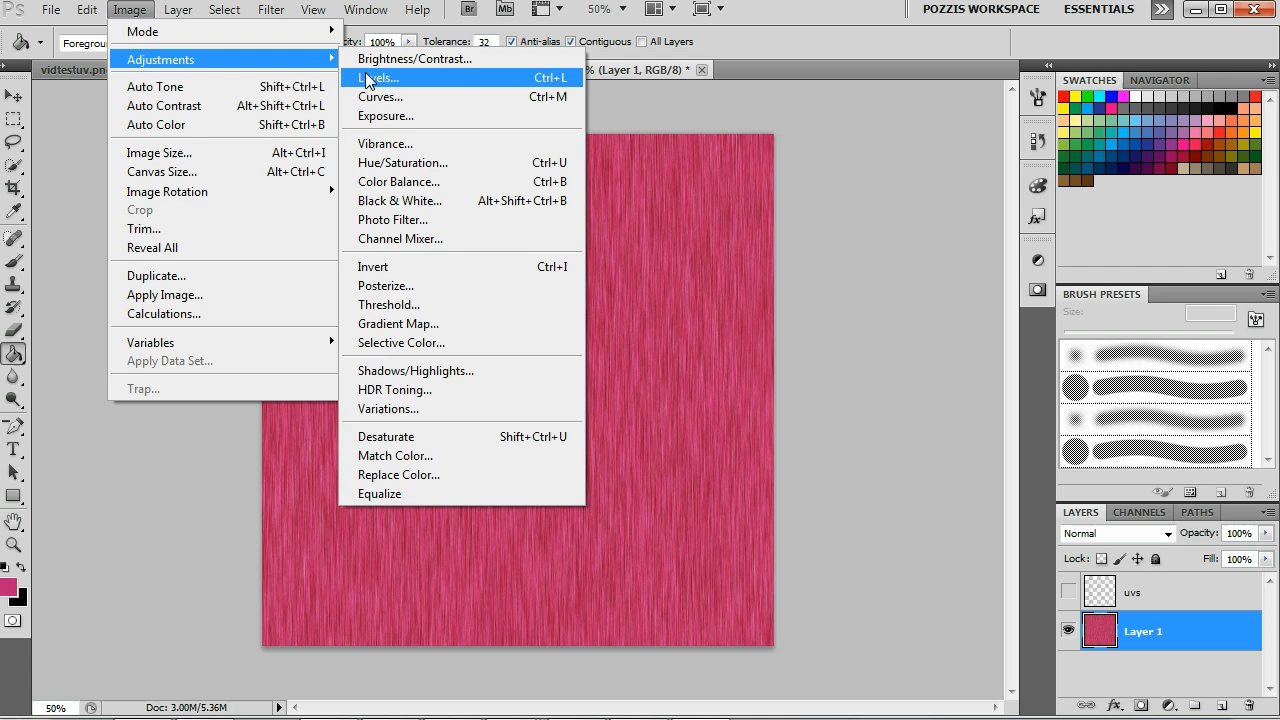 Ps File Edit Image Layer Select Filter View Window Help Br Mb 50% POZZIS WORKSPACE ESSENTIALS
100% Tolerance: 32 Anti-alias Contiguous All Layers
% (Layer 1, RGB/8) *
Mode
Adjustments
Auto Tone Shift+Ctrl+L
Auto Contrast Alt+Shift+Ctrl+L
Auto Color Shift+Ctrl+B
Image Size... Alt+Ctrl+I
Canvas Size... Alt+Ctrl+C
Image Rotation
Crop
Trim...
Reveal All
Duplicate...
Apply Image...
Calculations...
Variables
Apply Data Set...
Trap...
Brightness/Contrast...
Levels... Ctrl+L
Curves... Ctrl+M
Exposure...
Vibrance...
Hue/Saturation... Ctrl+U
Color Balance... Ctrl+B
Black & White... Alt+Shift+Ctrl+B
Photo Filter...
Channel Mixer...
Invert Ctrl+I
Posterize...
Threshold...
Gradient Map...
Selective Color...
Shadows/Highlights...
HDR Toning...
Variations...
Desaturate Shift+Ctrl+U
Match Color...
Replace Color...
Equalize
SWATCHES NAVIGATOR
BRUSH PRESETS
Size:
LAYERS CHANNELS PATHS
Normal Opacity: 100%
Lock: Fill: 100%
uvs
Layer 1
50% Doc: 3.00M/5.36M